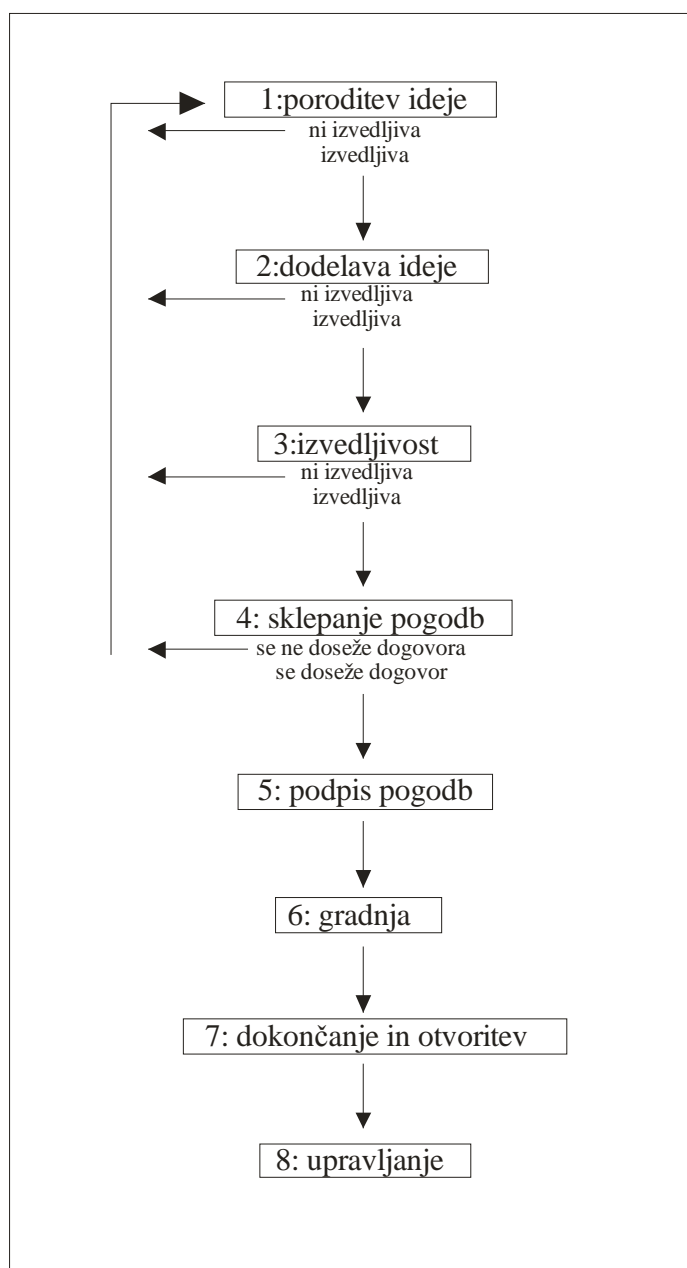 1:poroditev ideje
ni izvedljiva
izvedljiva
2:dodelava ideje
ni izvedljiva
izvedljiva
3:izvedljivost
ni izvedljiva
izvedljiva
4: sklepanje pogodb
se ne doseže dogovora
se doseže dogovor
5: podpis pogodb
6: gradnja
7: dokončanje in otvoritev
8: upravljanje